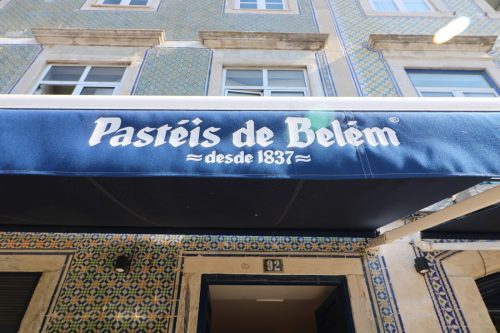 Pastéis de Belém®
≈desde 1837≈
92